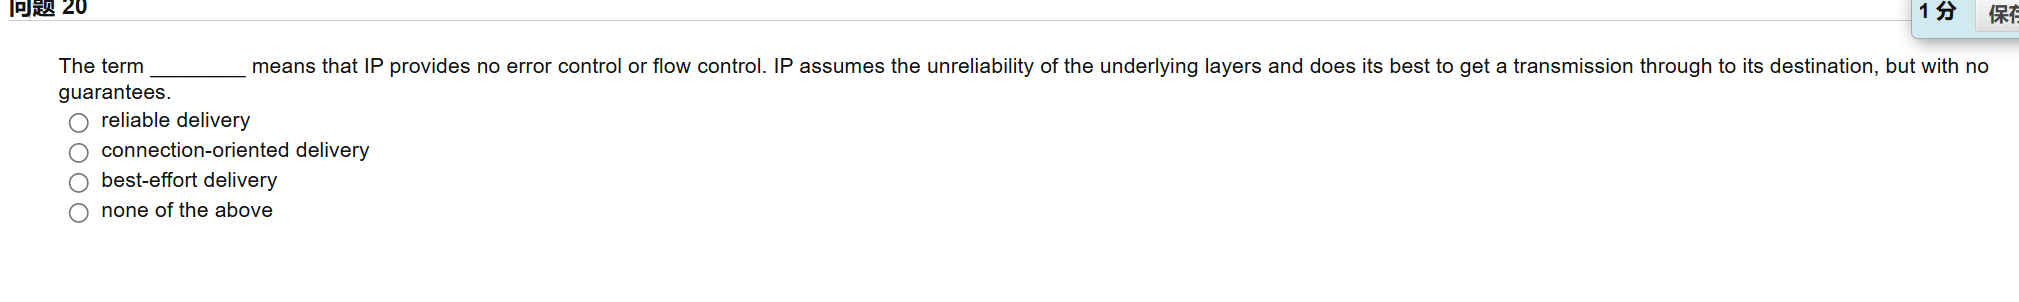 问题 20
1 分
保存
The term ________ means that IP provides no error control or flow control. IP assumes the unreliability of the underlying layers and does its best to get a transmission through to its destination, but with no
guarantees.
reliable delivery
connection-oriented delivery
best-effort delivery
none of the above